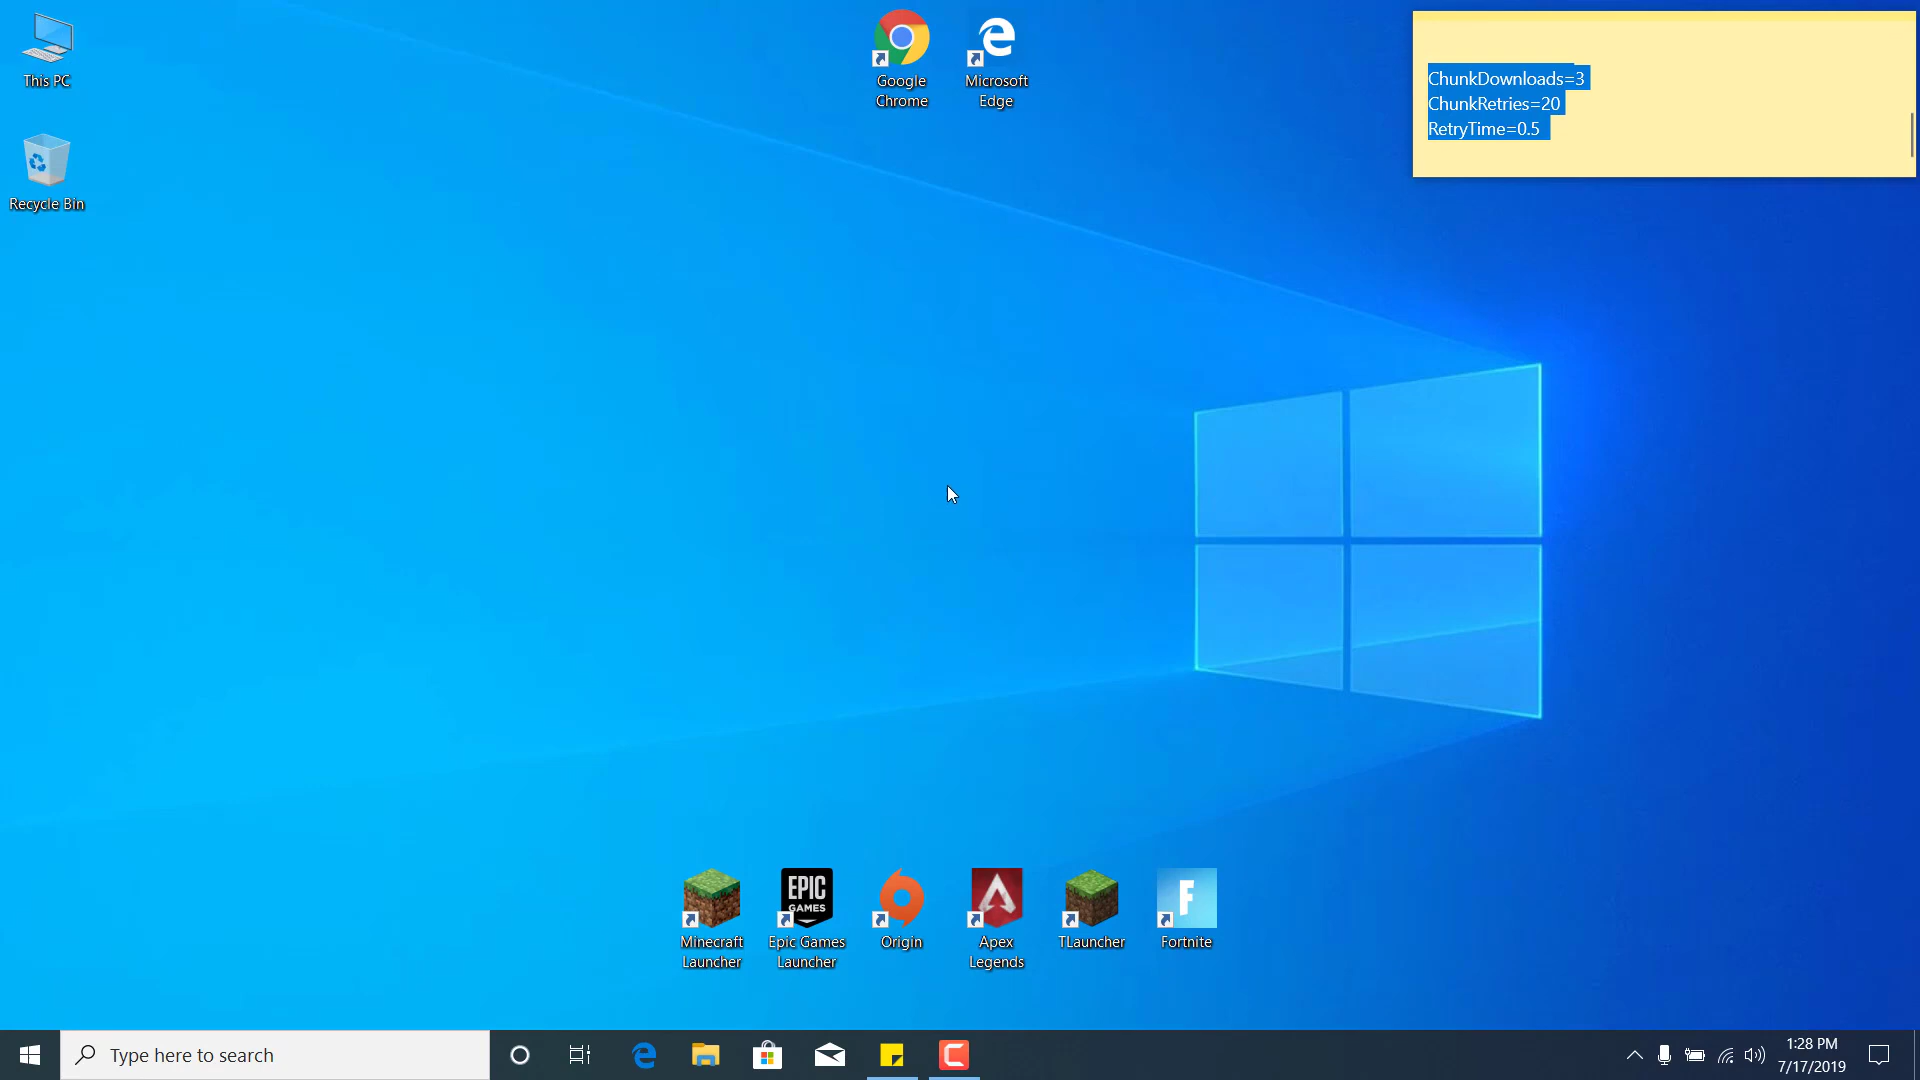 This PC
Recycle Bin
Google
Chrome
Microsoft
Edge
ChunkDownloads=3
ChunkRetries=20
RetryTime=0.5
EPIC
GAMES
F
Minecraft
Launcher
Epic Games
Launcher
Origin
Apex
Legends
TLauncher
Fortnite
Type here to search
1:28 PM
7/17/2019